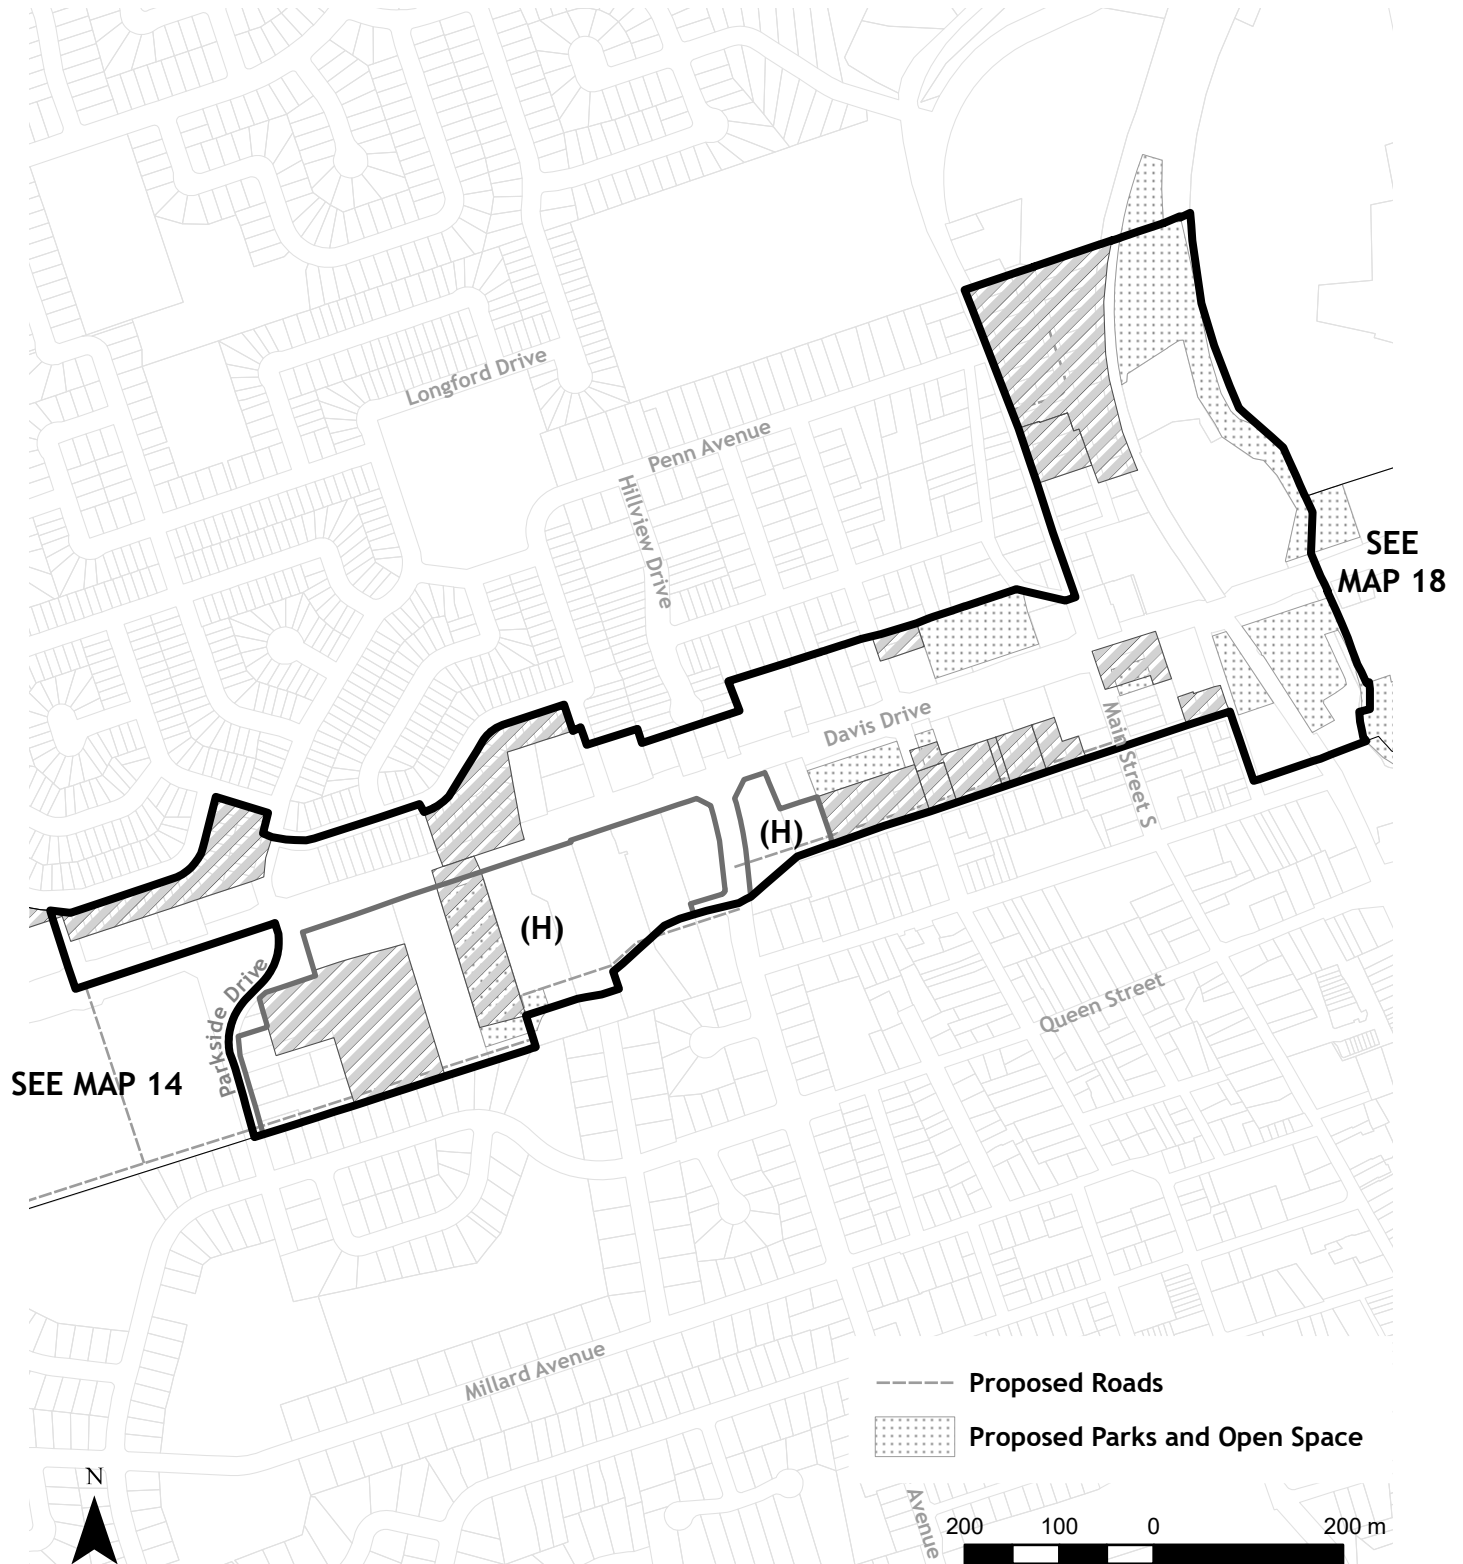 Longford Drive
Penn Avenue
Hillview Drive
SEE
MAP 18
Davis Drive
Main Street S
(H)
(H)
Parkside Drive
Queen Street
SEE MAP 14
Millard Avenue
Proposed Roads
Proposed Parks and Open Space
N
Avenue
200 100 0 200 m